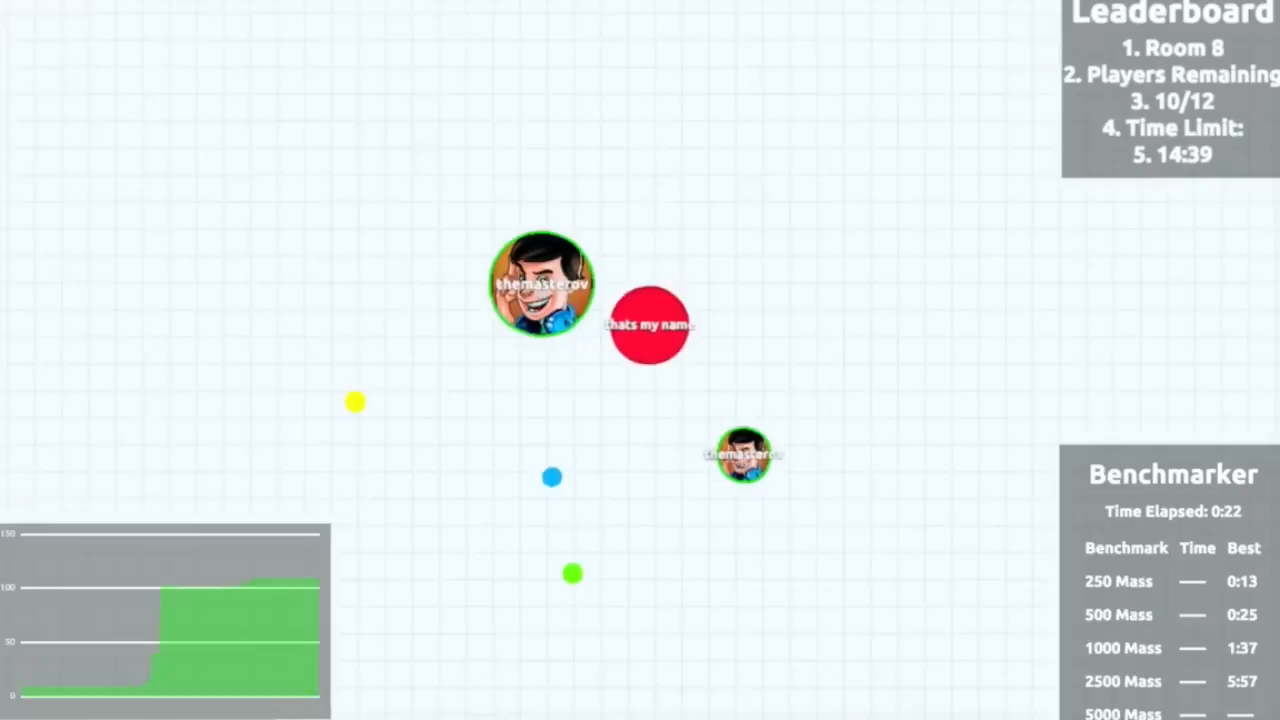 Leaderboard
1. Room 8
2. Players Remaining
3. 10/12
4. Time Limit:
5. 14:39
themasterov
thats my name
themasterov
Benchmarker
Time Elapsed: 0:22
Benchmark Time Best
250 Mass — 0:13
500 Mass — 0:25
1000 Mass — 1:37
2500 Mass — 5:57
5000 Mass — —
150
100
50
0